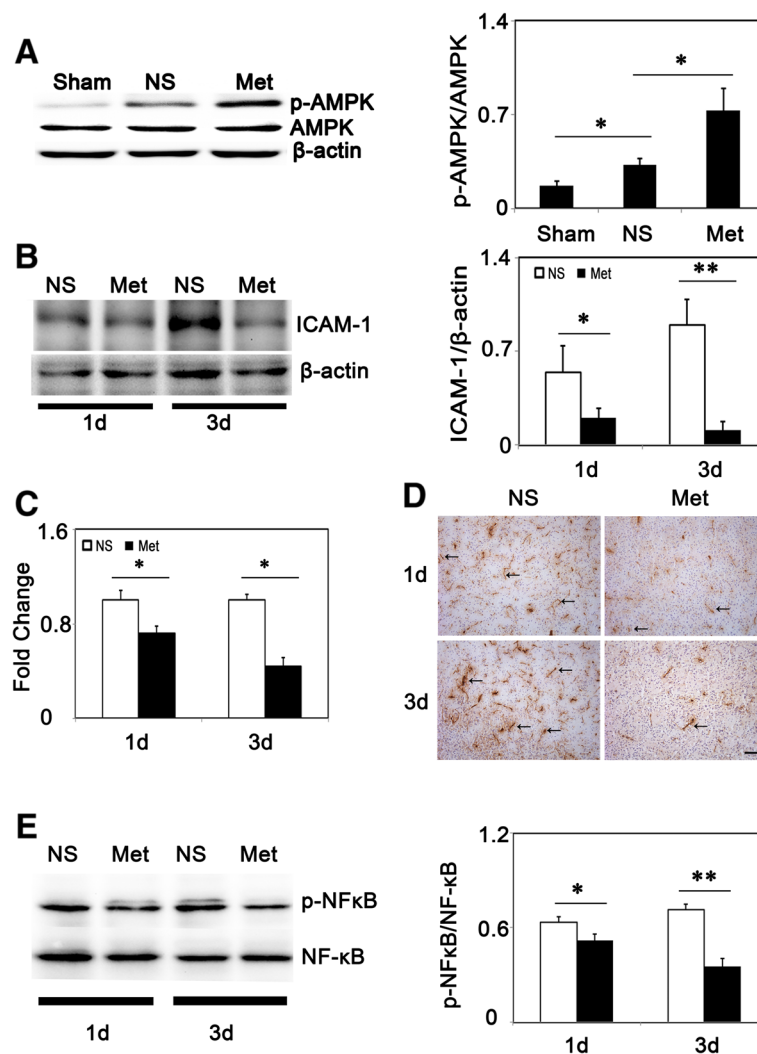 A
Sham NS Met
p-AMPK
AMPK
β-actin
p-AMPK/AMPK
1.4
0.7
0
*
*
Sham NS Met
B
NS Met NS Met
ICAM-1
β-actin
1d 3d
ICAM-1/β-actin
1.4
0.7
0
NS Met
*
**
1d 3d
C
Fold Change
1.6
0.8
0
NS Met
*
*
1d 3d
D
NS Met
1d
3d
E
NS Met NS Met
p-NFκB
NF-κB
1d 3d
p-NFκB/NF-κB
1.2
0.6
0
*
**
1d 3d